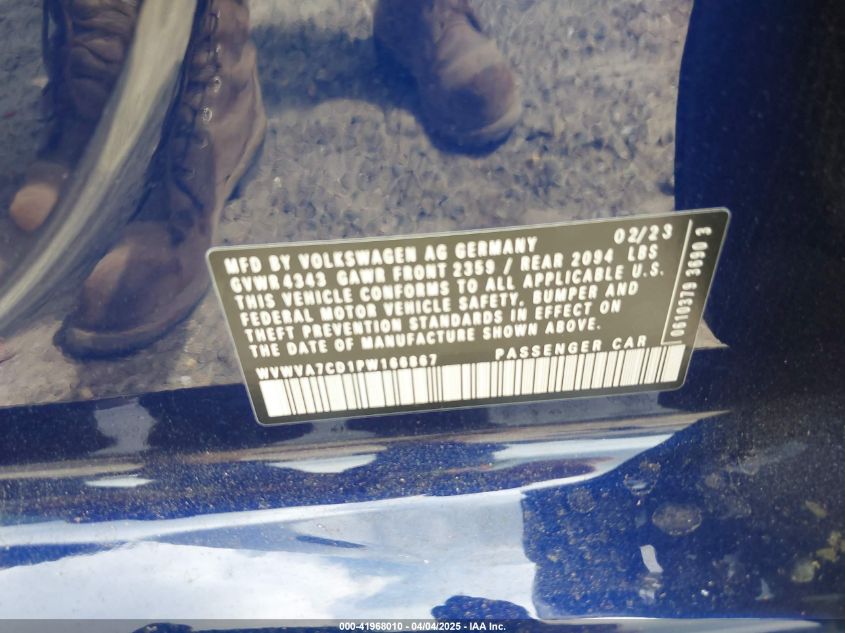 MFD BY VOLKSWAGEN AG GERMANY 02/23
GVWR 4343 GAWR FRONT 2359 / REAR 2094 LBS
THIS VEHICLE CONFORMS TO ALL APPLICABLE U.S.
FEDERAL MOTOR VEHICLE SAFETY, BUMPER AND
THEFT PREVENTION STANDARDS IN EFFECT ON
THE DATE OF MANUFACTURE SHOWN ABOVE.
WVWVA7CD1PW166867 PASSENGER CAR
000-41968010 - 04/04/2025 - IAA Inc.